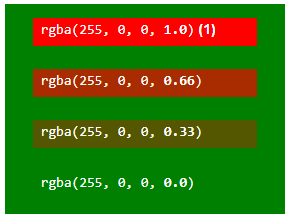 rgba(255, 0, 0, 1.0) (1)
rgba(255, 0, 0, 0.66)
rgba(255, 0, 0, 0.33)
rgba(255, 0, 0, 0.0)